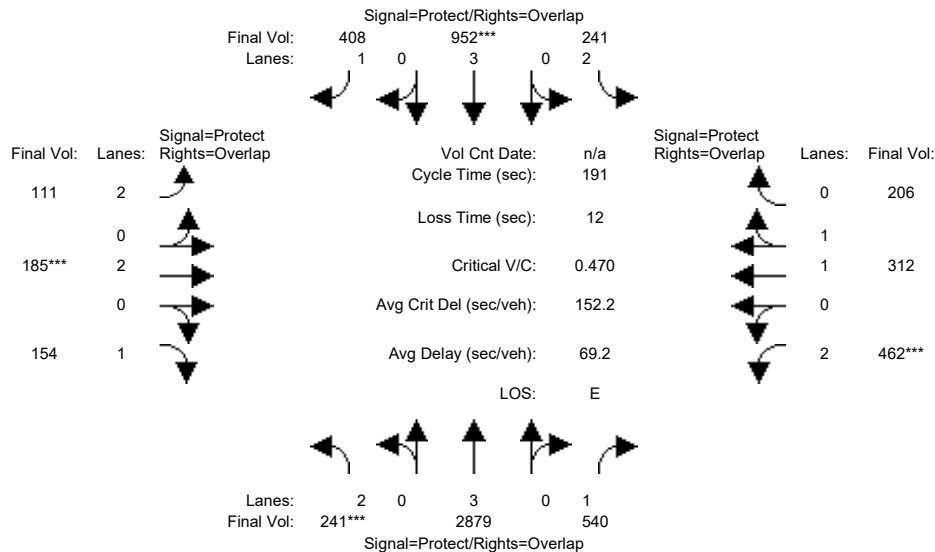 Signal=Protect/Rights=Overlap
Final Vol: 408 952*** 241
Lanes: 1 0 3 0 2
Signal=Protect
Final Vol: Lanes: Rights=Overlap
Vol Cnt Date: n/a
Signal=Protect
Rights=Overlap Lanes: Final Vol:
Cycle Time (sec): 191
111 2
0 206
Loss Time (sec): 12
0
1
185*** 2
Critical V/C: 0.470
1 312
0
Avg Crit Del (sec/veh): 152.2
0
154 1
Avg Delay (sec/veh): 69.2
2 462***
LOS: E
Lanes: 2 0 3 0 1
Final Vol: 241*** 2879 540
Signal=Protect/Rights=Overlap